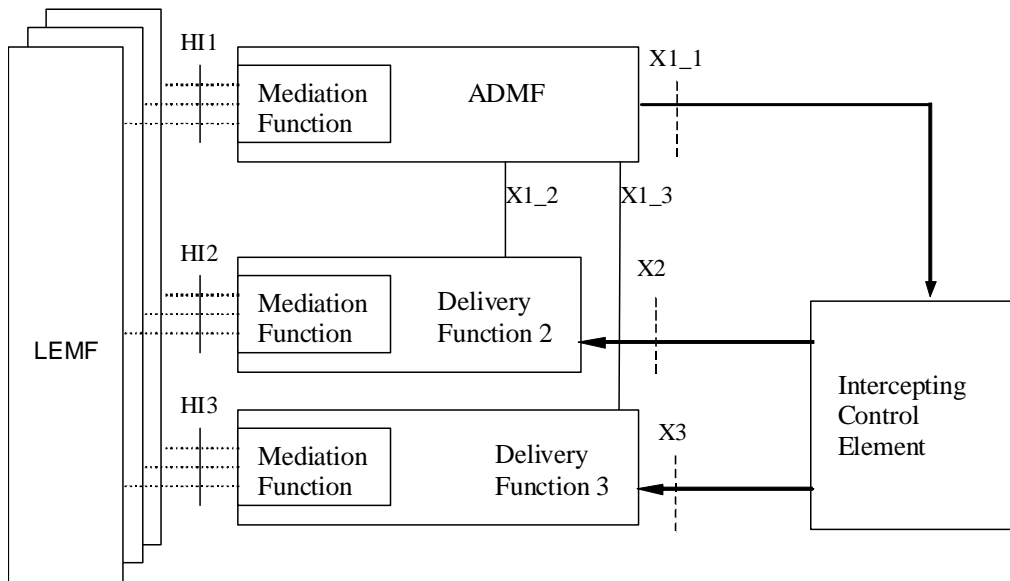 HI1
X1_1
Mediation
Function
ADMF
X1_2
X1_3
HI2
X2
Mediation
Function
Delivery
Function 2
LEMF
Intercepting
Control
Element
HI3
X3
Mediation
Function
Delivery
Function 3